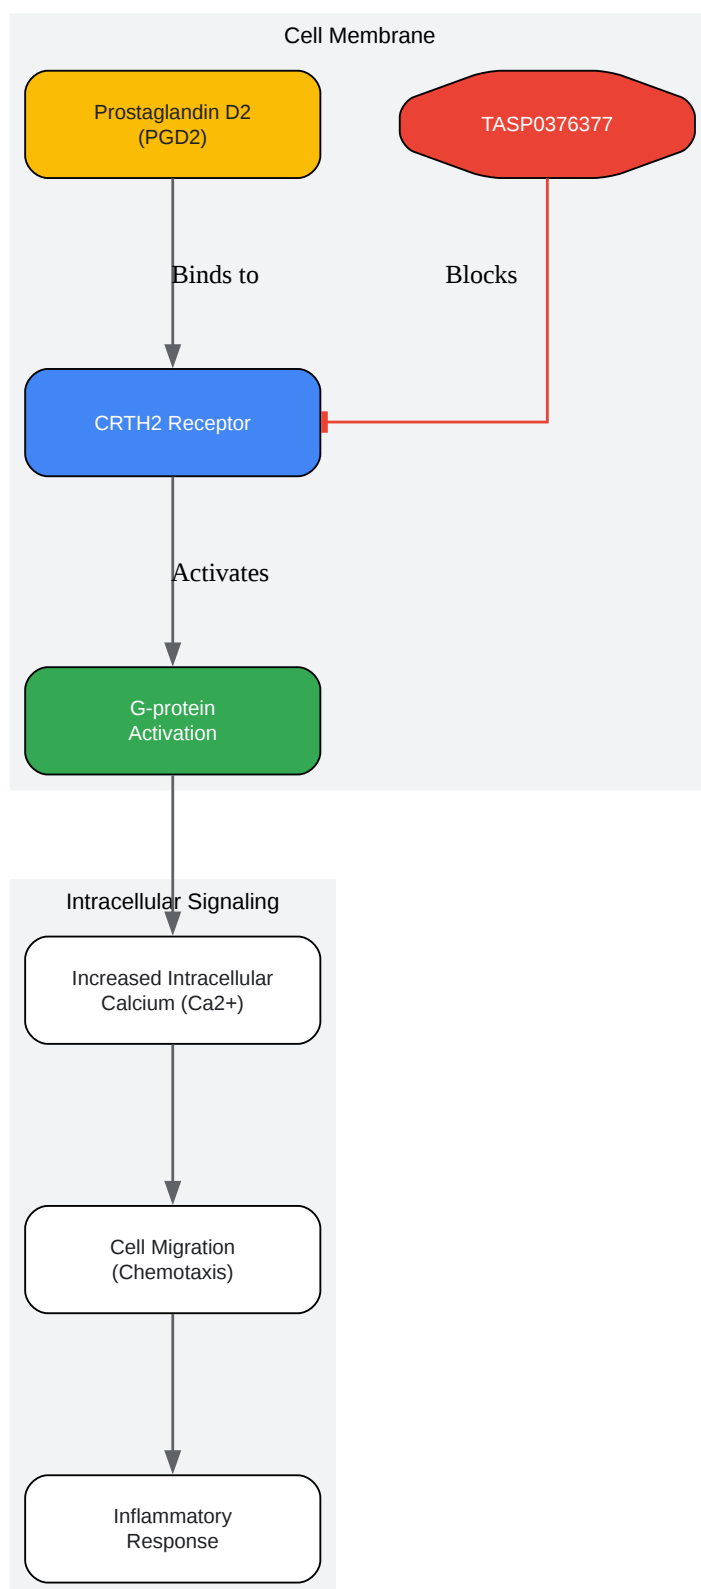 Cell Membrane
Prostaglandin D2
(PGD2)
TASP0376377
Binds to
Blocks
CRTH2 Receptor
Activates
G-protein
Activation
Intracellular Signaling
Increased Intracellular
Calcium (Ca2+)
Cell Migration
(Chemotaxis)
Inflammatory
Response